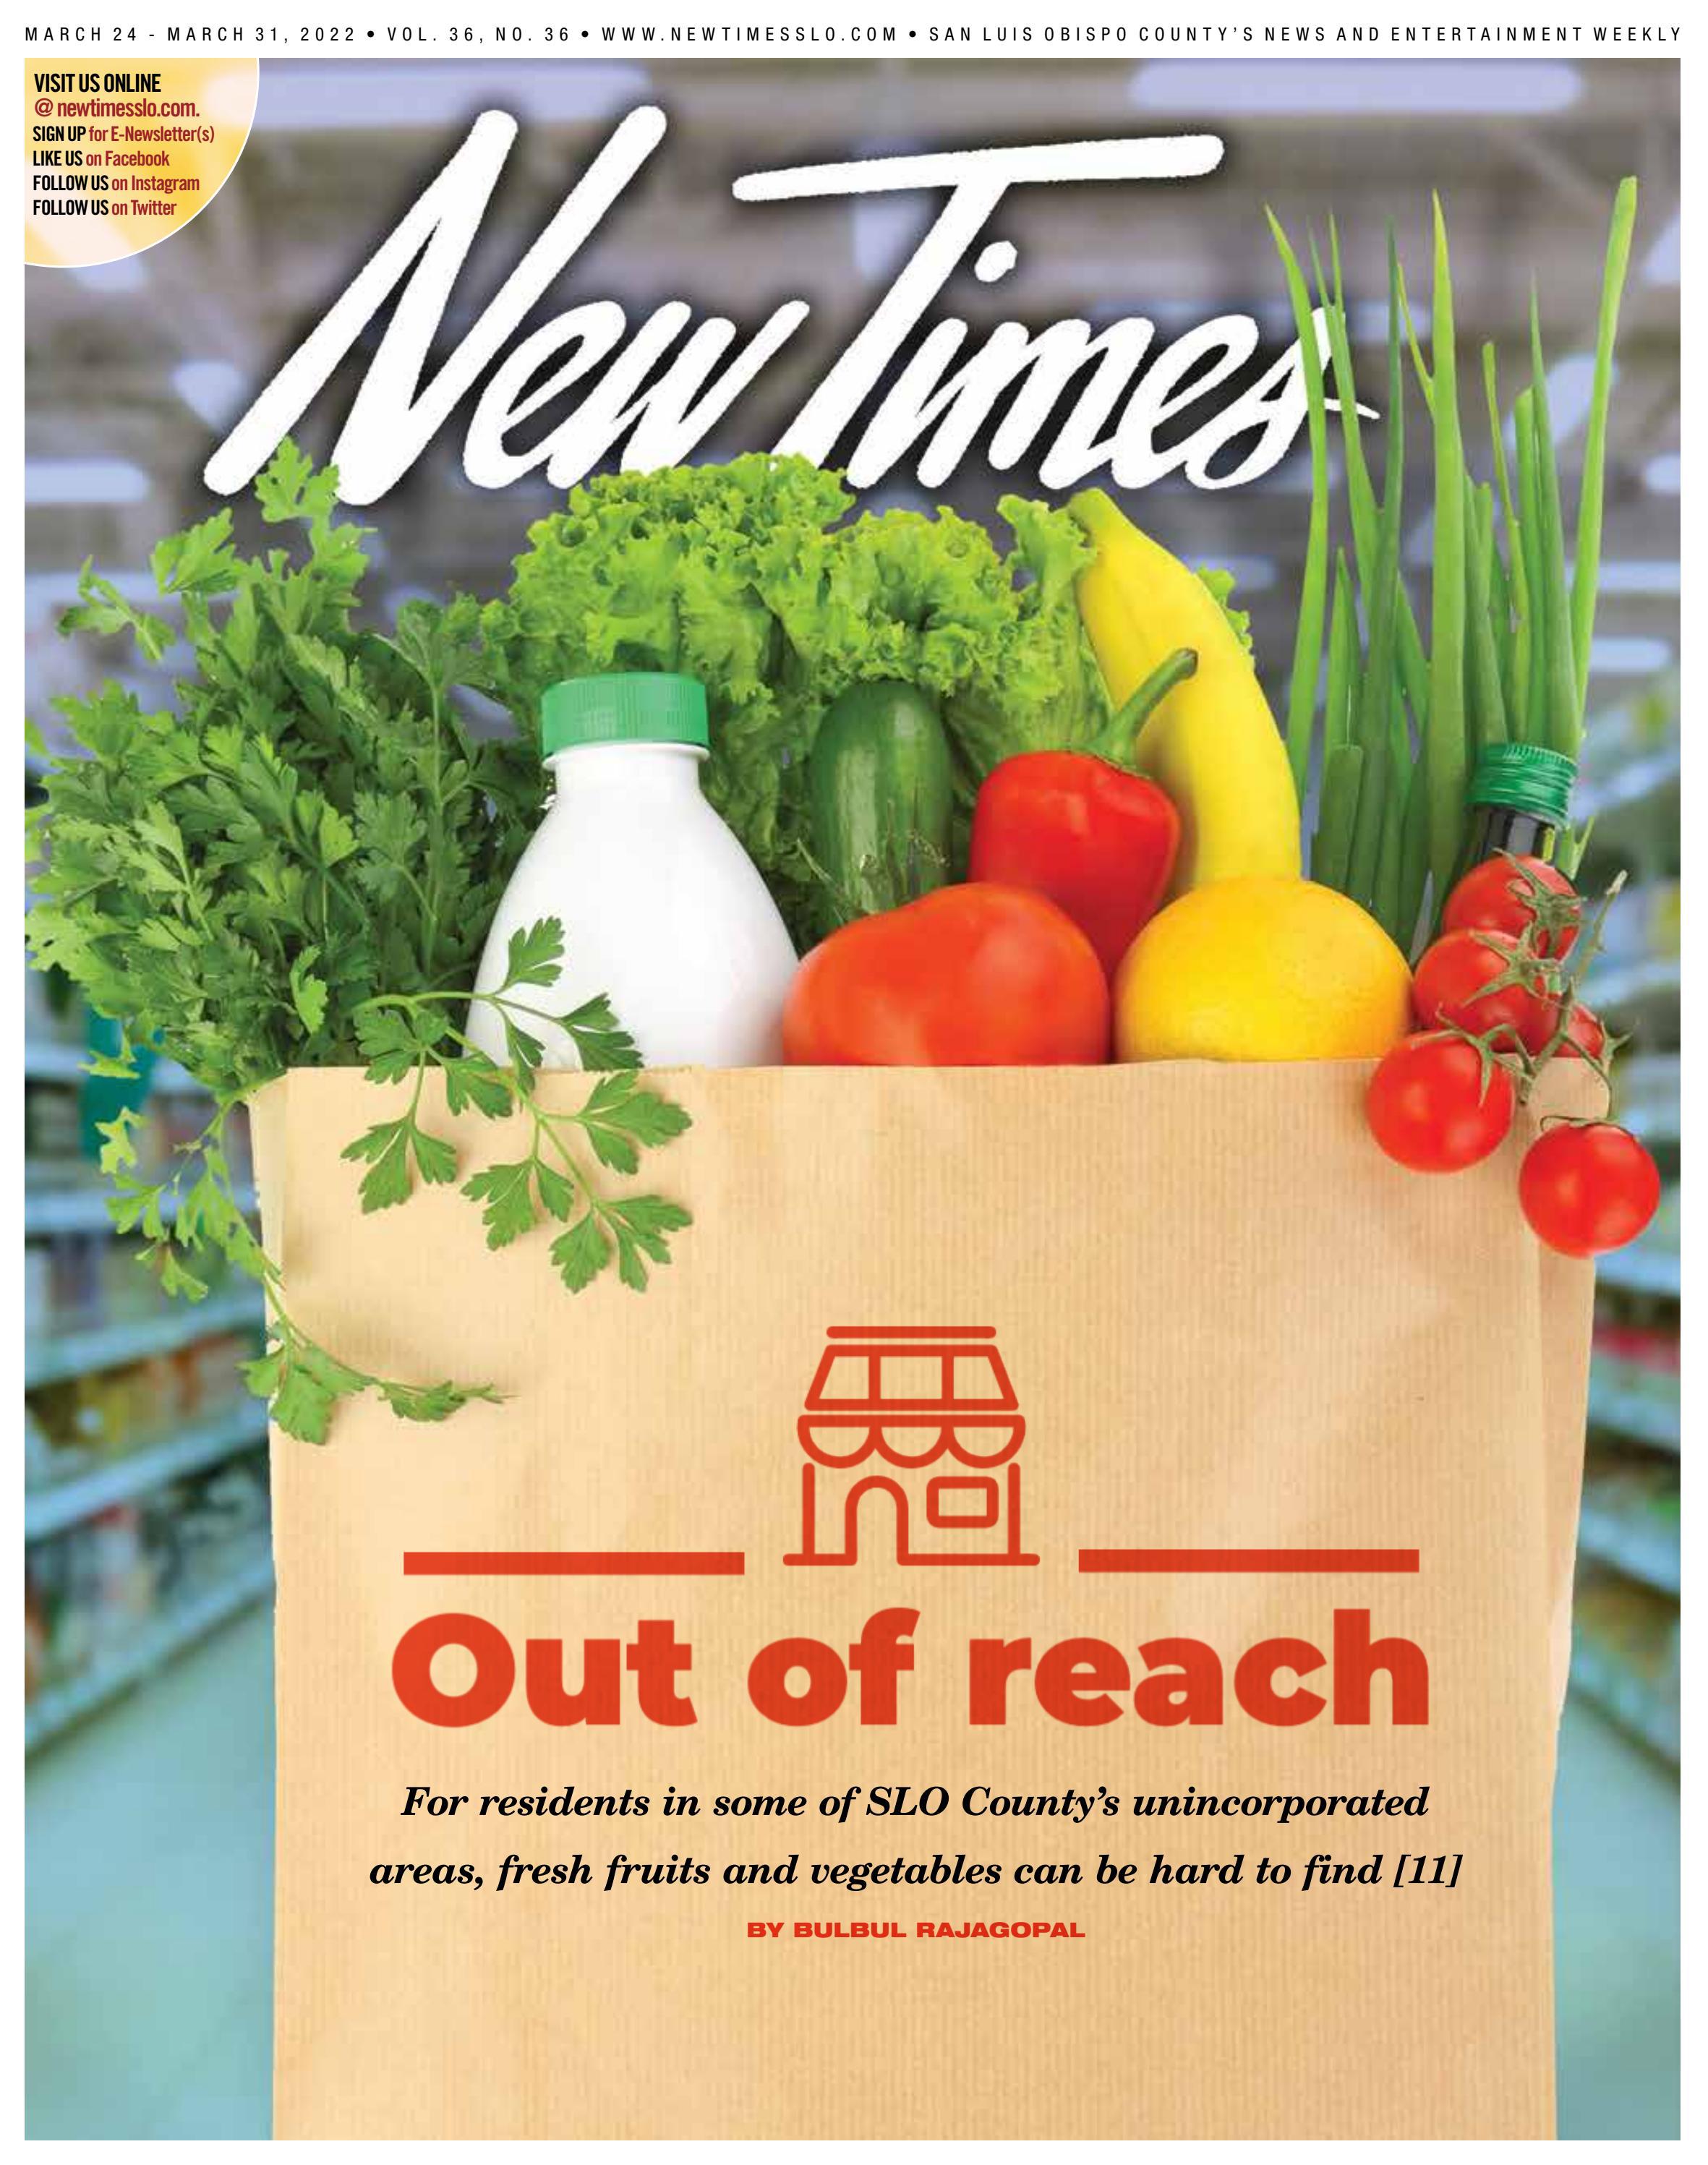 MARCH 24 - MARCH 31, 2022 • VOL. 36, NO. 36 • WWW.NEWTIMESSLO.COM • SAN LUIS OBISPO COUNTY’S NEWS AND ENTERTAINMENT WEEKLY
VISIT US ONLINE
@ newtimesslo.com.
SIGN UP for E-Newsletter(s)
LIKE US on Facebook
FOLLOW US on Instagram
FOLLOW US on Twitter
New Times
Out of reach
For residents in some of SLO County’s unincorporated
areas, fresh fruits and vegetables can be hard to find [11]
BY BULBUL RAJAGOPAL